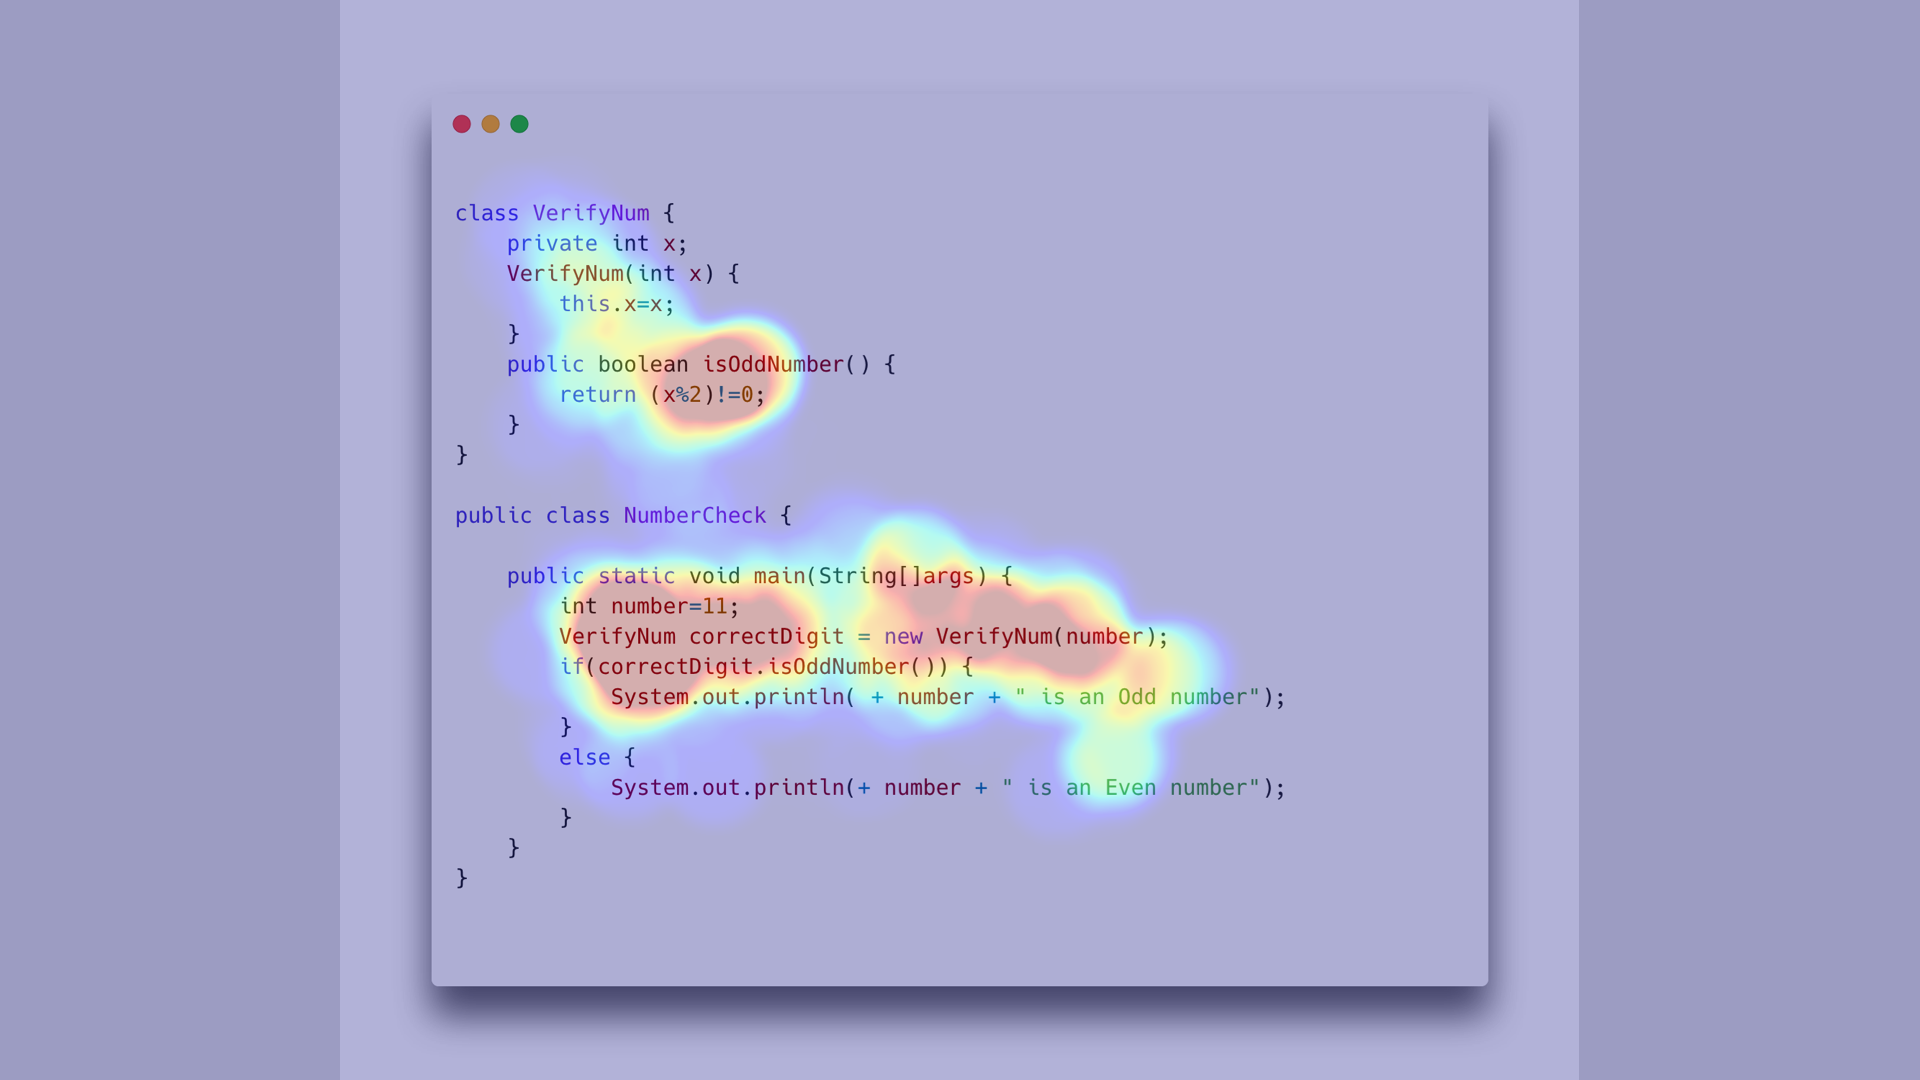 class VerifyNum {
    private int x;
    VerifyNum(int x) {
        this.x=x;
    }
    public boolean isOddNumber() {
        return (x%2)!=0;
    }
}

public class NumberCheck {

    public static void main(String[]args) {
        int number=11;
        VerifyNum correctDigit = new VerifyNum(number);
        if(correctDigit.isOddNumber()) {
            System.out.println( + number + " is an Odd number");
        }
        else {
            System.out.println(+ number + " is an Even number");
        }
    }
}